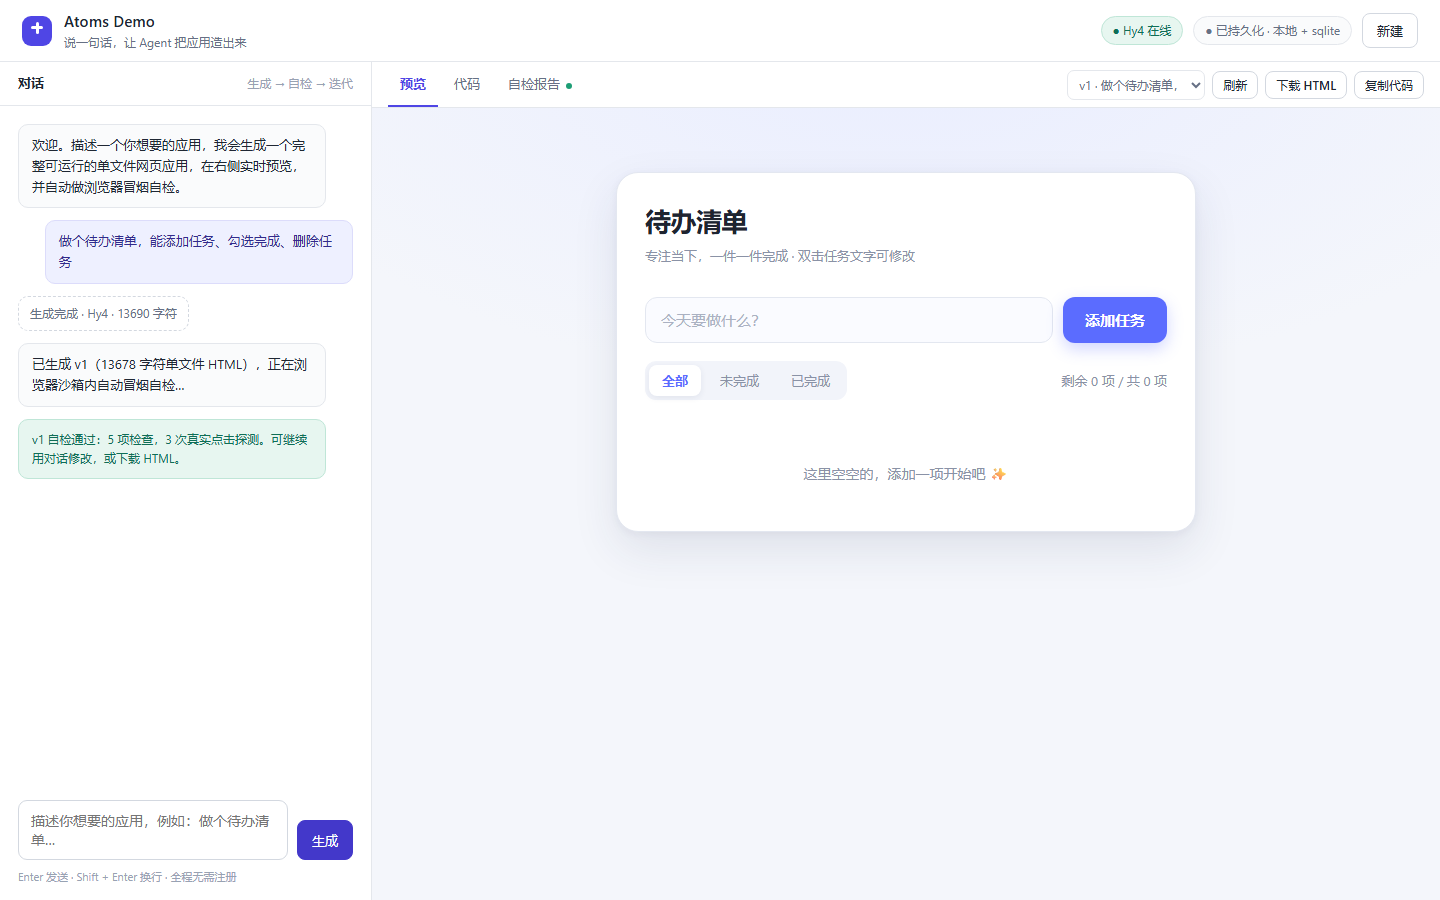 Atoms Demo
说一句话，让 Agent 把应用造出来
Hy4 在线
已持久化 · 本地 + sqlite
新建
对话
生成 → 自检 → 迭代
预览
代码
自检报告
v1 · 做个待办清单，
刷新
下载 HTML
复制代码
欢迎。描述一个你想要的应用，我会生成一个完
整可运行的单文件网页应用，在右侧实时预览，
并自动做浏览器冒烟自检。
做个待办清单，能添加任务、勾选完成、删除任
务
生成完成 · Hy4 · 13690 字符
已生成 v1（13678 字符单文件 HTML），正在浏
览器沙箱内自动冒烟自检...
v1 自检通过：5 项检查，3 次真实点击探测。可继续
用对话修改，或下载 HTML。
待办清单
专注当下，一件一件完成 · 双击任务文字可修改
今天要做什么？
添加任务
全部
未完成
已完成
剩余 0 项 / 共 0 项
这里空空的，添加一项开始吧 ✨
描述你想要的应用，例如：做个待办清
单...
生成
Enter 发送 · Shift + Enter 换行 · 全程无需注册